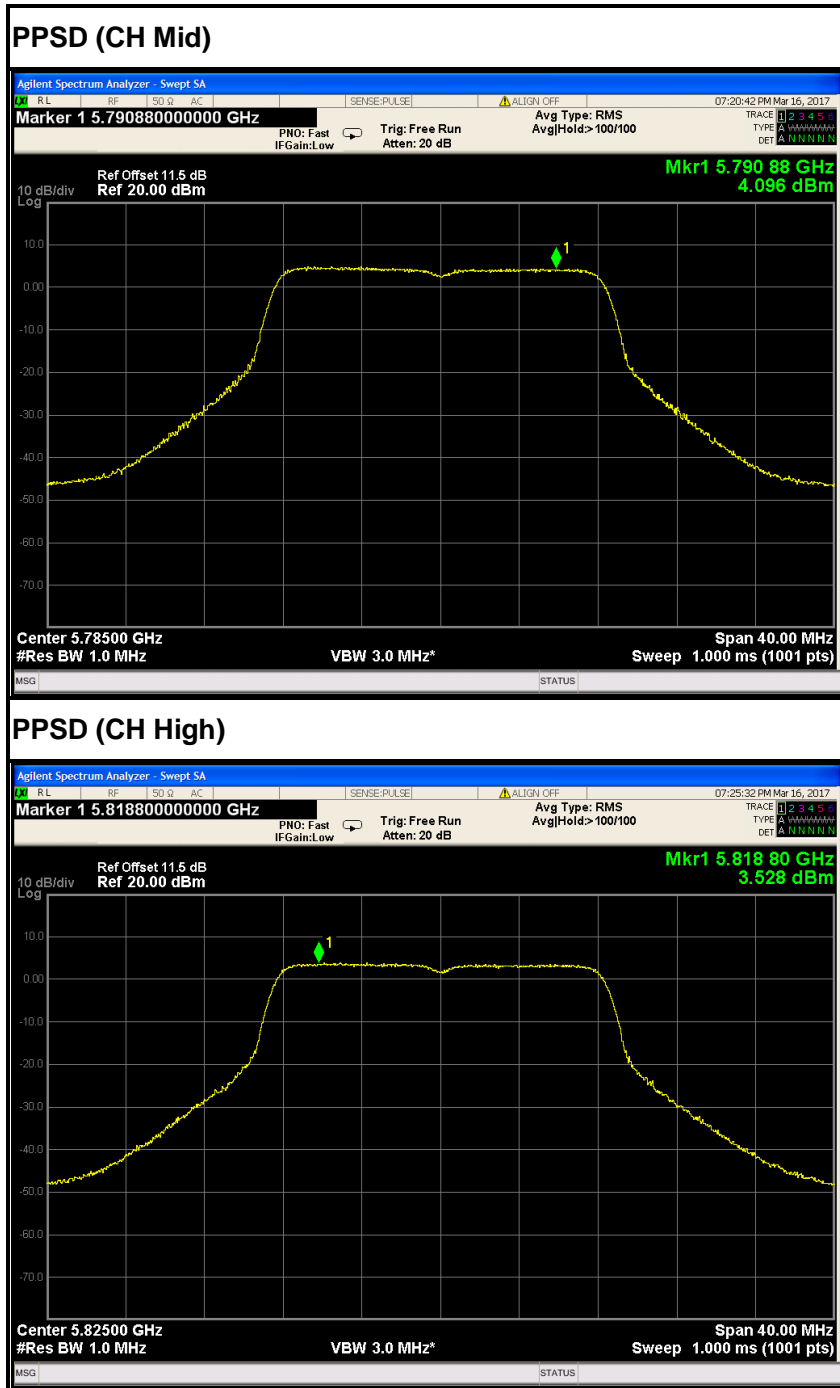 PPSD (CH Mid)
Agilent Spectrum Analyzer - Swept SA
LXI RL RF 50 Ω AC SENSE:PULSE ALIGN OFF 07:20:42 PM Mar 16, 2017
Marker 1 5.790880000000 GHz Avg Type: RMS TRACE 1 2 3 4 5 6
PNO: Fast Trig: Free Run Avg|Hold:>100/100 TYPE A WWWWW
IFGain:Low Atten: 20 dB DET A N N N N N
Mkr1 5.790 88 GHz
Ref Offset 11.5 dB
10 dB/div Ref 20.00 dBm 4.096 dBm
Log
10.0
1
0.00
-10.0
-20.0
-30.0
-40.0
-50.0
-60.0
-70.0
Center 5.78500 GHz Span 40.00 MHz
#Res BW 1.0 MHz VBW 3.0 MHz* Sweep 1.000 ms (1001 pts)
MSG STATUS
PPSD (CH High)
Agilent Spectrum Analyzer - Swept SA
LXI RL RF 50 Ω AC SENSE:PULSE ALIGN OFF 07:25:32 PM Mar 16, 2017
Marker 1 5.818800000000 GHz Avg Type: RMS TRACE 1 2 3 4 5 6
PNO: Fast Trig: Free Run Avg|Hold:>100/100 TYPE A WWWWW
IFGain:Low Atten: 20 dB DET A N N N N N
Mkr1 5.818 80 GHz
Ref Offset 11.5 dB
10 dB/div Ref 20.00 dBm 3.528 dBm
Log
10.0
1
0.00
-10.0
-20.0
-30.0
-40.0
-50.0
-60.0
-70.0
Center 5.82500 GHz Span 40.00 MHz
#Res BW 1.0 MHz VBW 3.0 MHz* Sweep 1.000 ms (1001 pts)
MSG STATUS